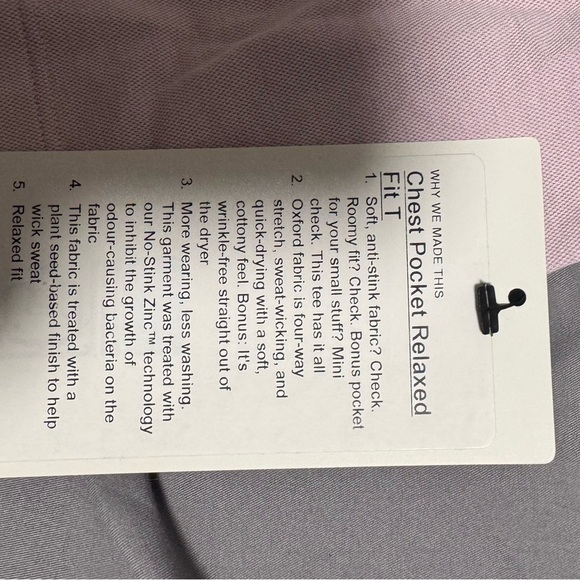 WHY WE MADE THIS
Chest Pocket Relaxed
Fit T
1. Soft, anti-stink fabric? Check.
Roomy fit? Check. Bonus pocket
for your small stuff? Mini
check. This tee has it all
2. Oxford fabric is four-way
stretch, sweat-wicking, and
quick-drying with a soft,
cottony feel. Bonus: It's
wrinkle-free straight out of
the dryer
3. More wearing, less washing.
This garment was treated with
our No-Stink Zinc™ technology
to inhibit the growth of
odour-causing bacteria on the
fabric
4. This fabric is treated with a
plant seed-based finish to help
wick sweat
5. Relaxed fit